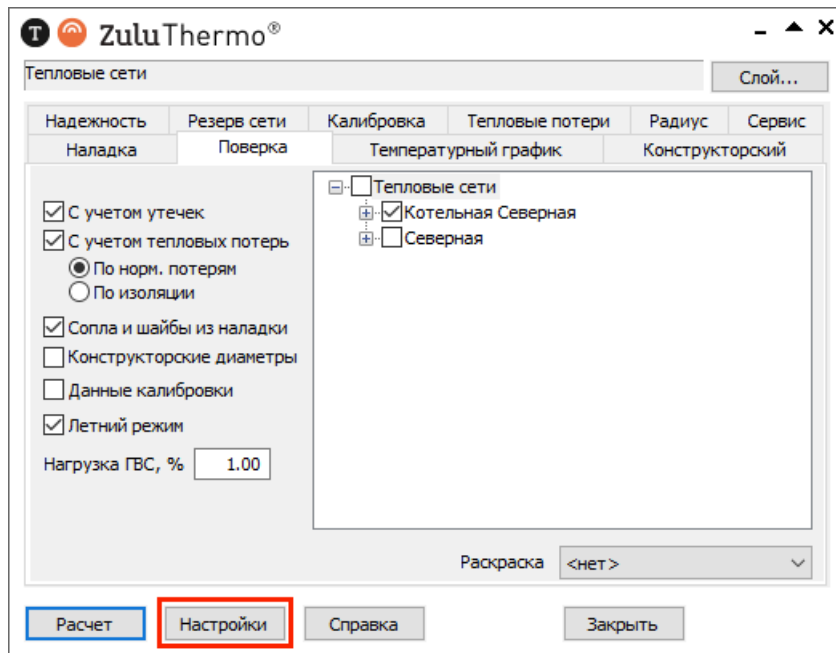 T ZuluThermo®
Тепловые сети
Слой...
Надежность Резерв сети Калибровка Тепловые потери Радиус Сервис
Наладка Поверка Температурный график Конструкторский
С учетом утечек
С учетом тепловых потерь
По норм. потерям
По изоляции
Сопла и шайбы из наладки
Конструкторские диаметры
Данные калибровки
Летний режим
Нагрузка ГВС, % 1.00
Тепловые сети
Котельная Северная
Северная
Раскраска <нет>
Расчет Настройки Справка Закрыть